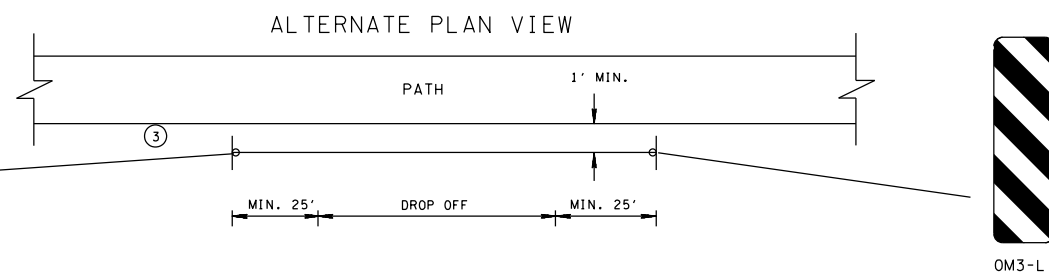 ALTERNATE PLAN VIEW
1' MIN.
PATH
3
MIN. 25'
DROP OFF
MIN. 25'
OM3-L